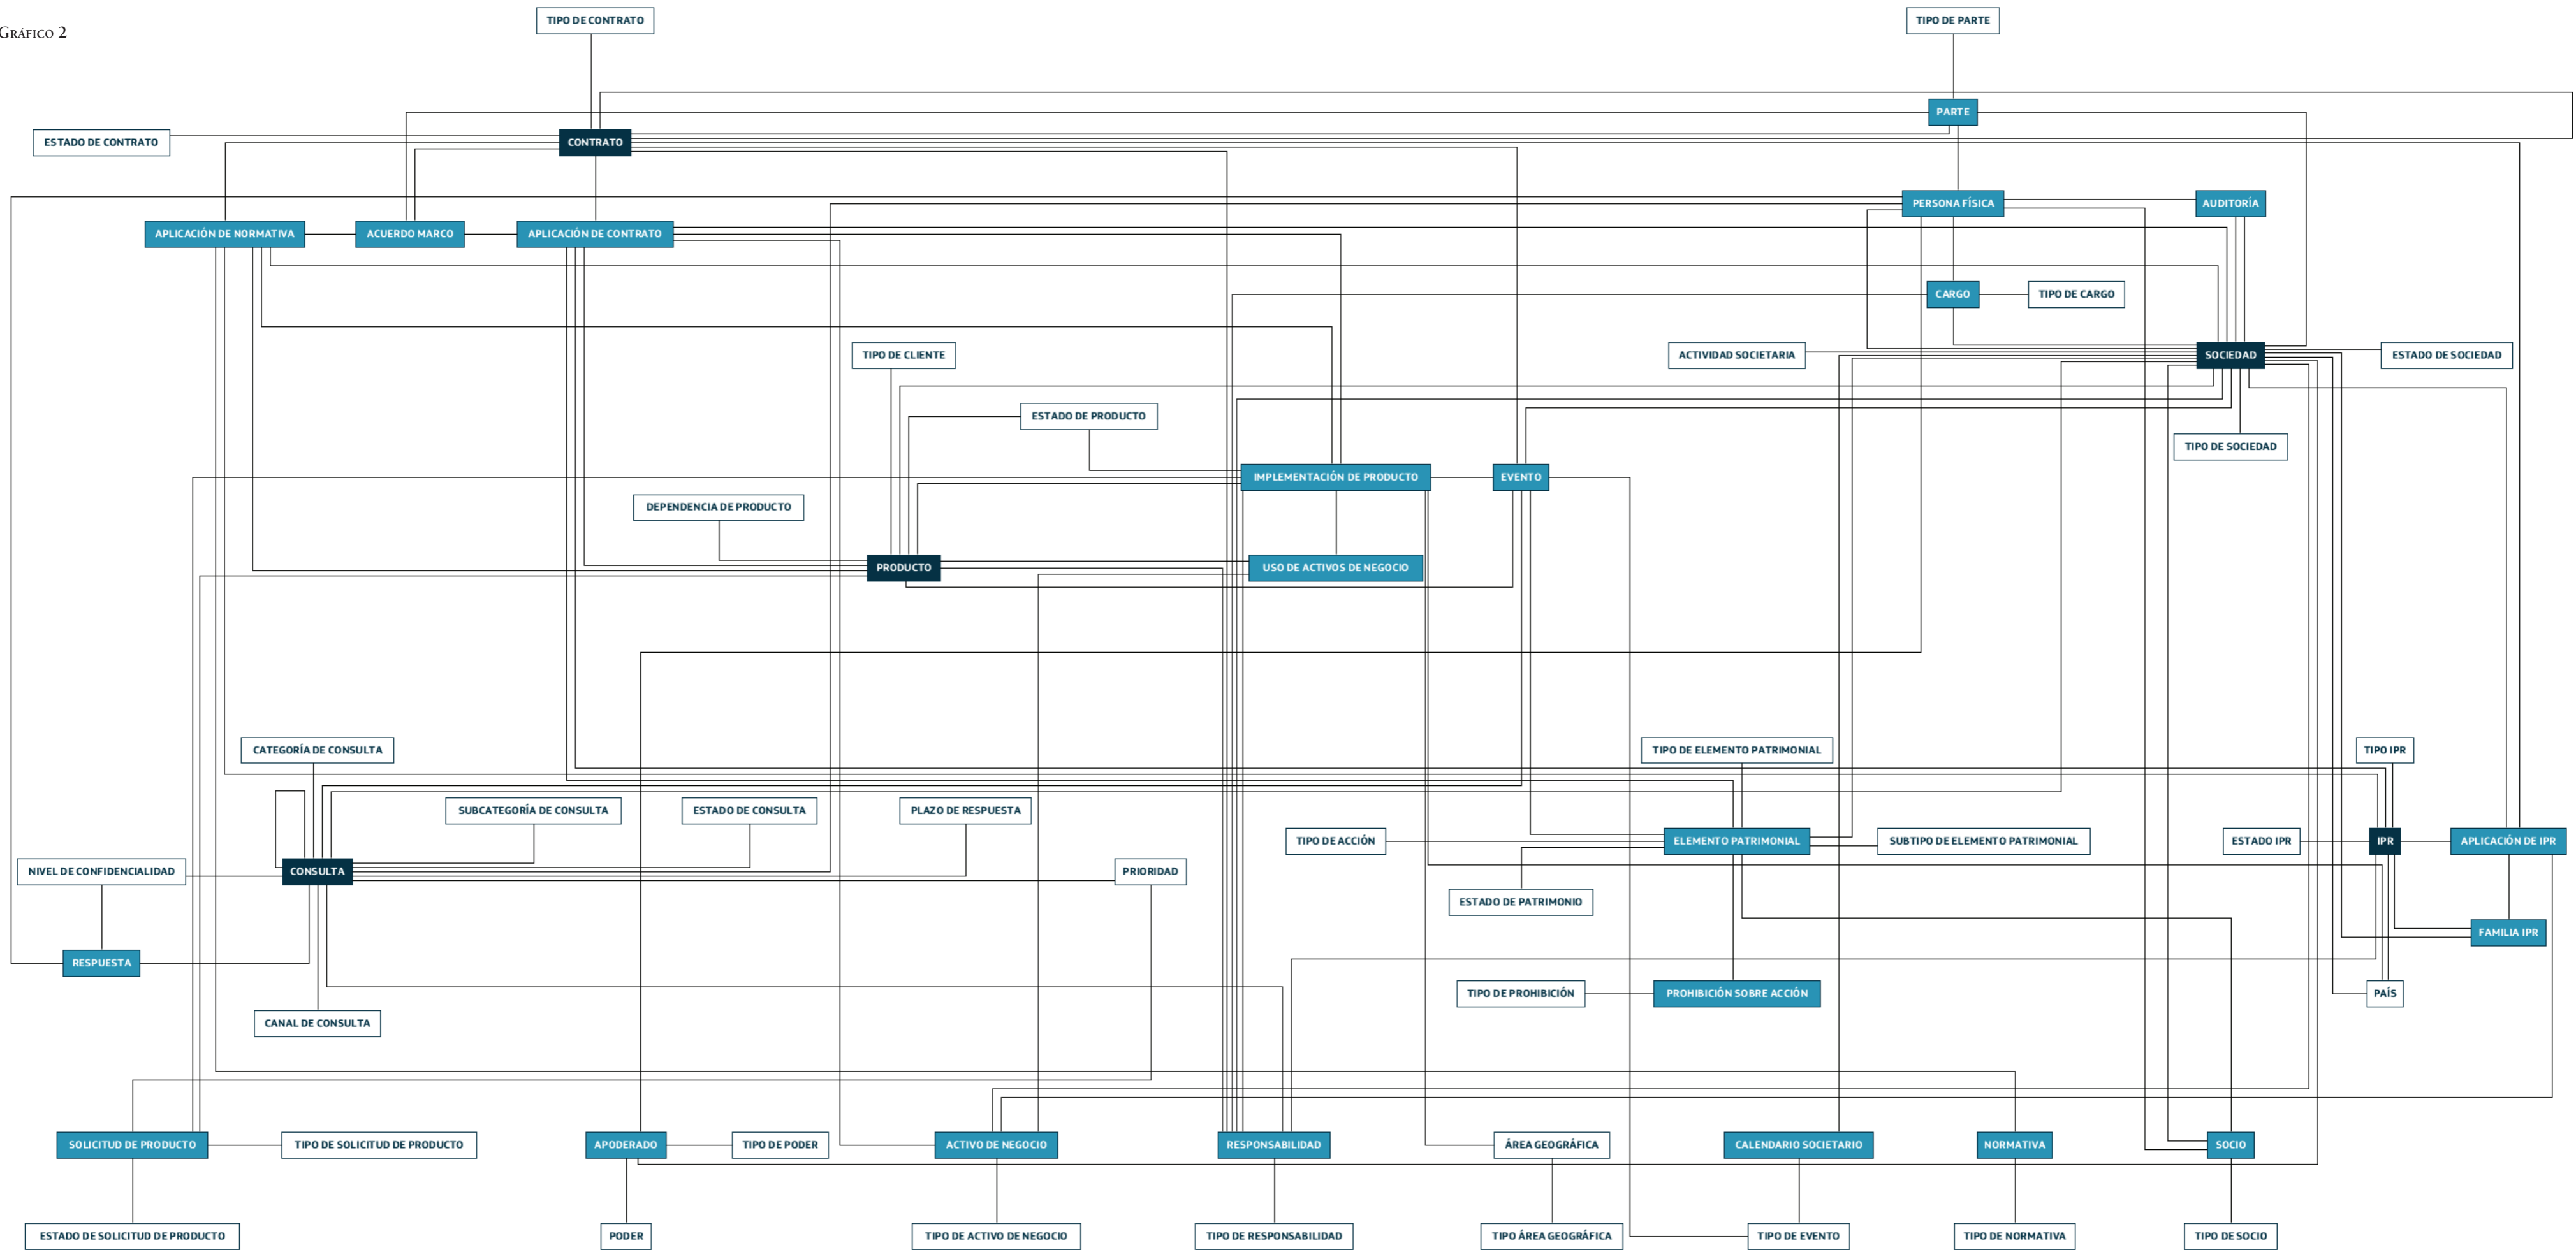 TIPO DE CONTRATO
TIPO DE PARTE
GRÁFICO 2
PARTE
ESTADO DE CONTRATO
CONTRATO
PERSONA FÍSICA
AUDITORÍA
APLICACIÓN DE NORMATIVA
ACUERDO MARCO
APLICACIÓN DE CONTRATO
CARGO
TIPO DE CARGO
TIPO DE CLIENTE
ACTIVIDAD SOCIETARIA
SOCIEDAD
ESTADO DE SOCIEDAD
ESTADO DE PRODUCTO
TIPO DE SOCIEDAD
IMPLEMENTACIÓN DE PRODUCTO
EVENTO
DEPENDENCIA DE PRODUCTO
PRODUCTO
USO DE ACTIVOS DE NEGOCIO
CATEGORÍA DE CONSULTA
TIPO DE ELEMENTO PATRIMONIAL
TIPO IPR
SUBCATEGORÍA DE CONSULTA
ESTADO DE CONSULTA
PLAZO DE RESPUESTA
TIPO DE ACCIÓN
ELEMENTO PATRIMONIAL
SUBTIPO DE ELEMENTO PATRIMONIAL
ESTADO IPR
IPR
APLICACIÓN DE IPR
NIVEL DE CONFIDENCIALIDAD
CONSULTA
PRIORIDAD
ESTADO DE PATRIMONIO
FAMILIA IPR
RESPUESTA
TIPO DE PROHIBICIÓN
PROHIBICIÓN SOBRE ACCIÓN
PAÍS
CANAL DE CONSULTA
SOLICITUD DE PRODUCTO
TIPO DE SOLICITUD DE PRODUCTO
APODERADO
TIPO DE PODER
ACTIVO DE NEGOCIO
RESPONSABILIDAD
ÁREA GEOGRÁFICA
CALENDARIO SOCIETARIO
NORMATIVA
SOCIO
ESTADO DE SOLICITUD DE PRODUCTO
PODER
TIPO DE ACTIVO DE NEGOCIO
TIPO DE RESPONSABILIDAD
TIPO ÁREA GEOGRÁFICA
TIPO DE EVENTO
TIPO DE NORMATIVA
TIPO DE SOCIO